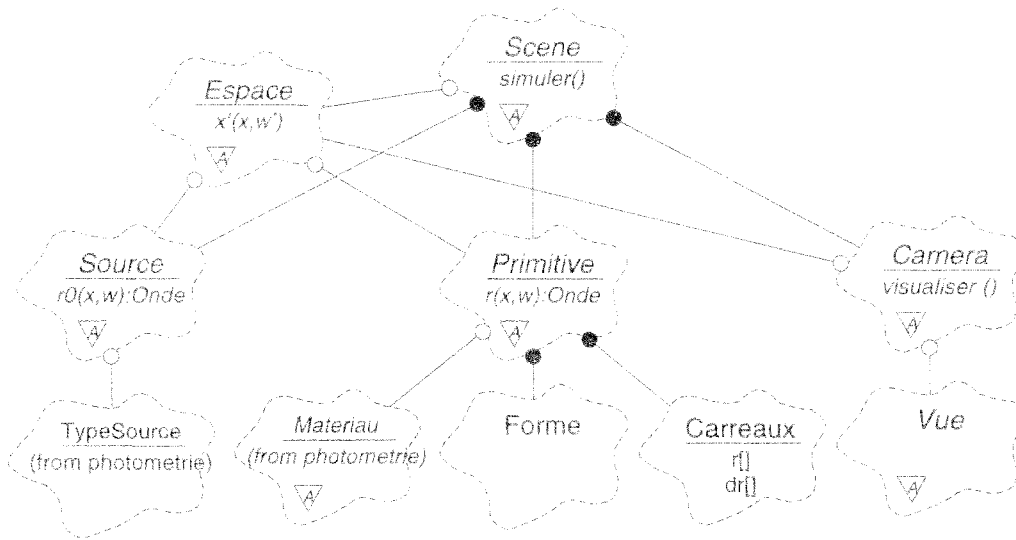 Scene
simuler()
A
Espace
x'(x,w')
A
Source
r0(x,w):Onde
A
Primitive
r(x,w):Onde
A
Camera
visualiser ()
A
TypeSource
(from photometrie)
Materiau
(from photometrie)
A
Forme
Carreaux
r[]
dr[]
Vue
A